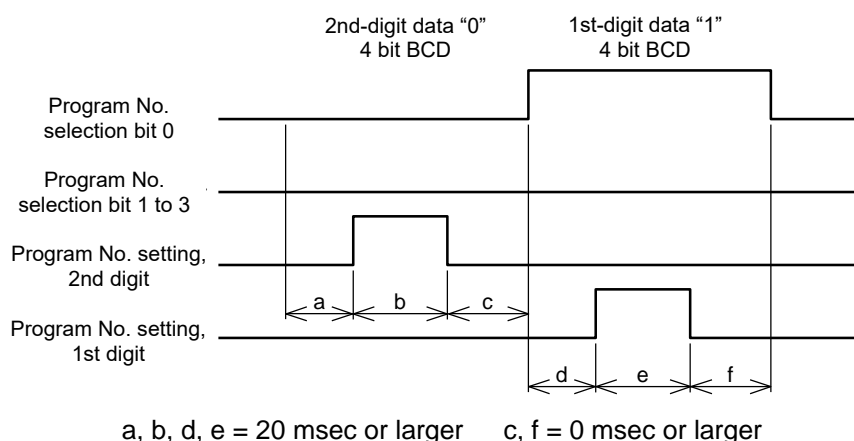 2nd-digit data “0”
4 bit BCD
1st-digit data “1”
4 bit BCD
Program No.
selection bit 0
Program No.
selection bit 1 to 3
Program No. setting,
2nd digit
a
b
c
Program No. setting,
1st digit
d
e
f
a, b, d, e = 20 msec or larger c, f = 0 msec or larger